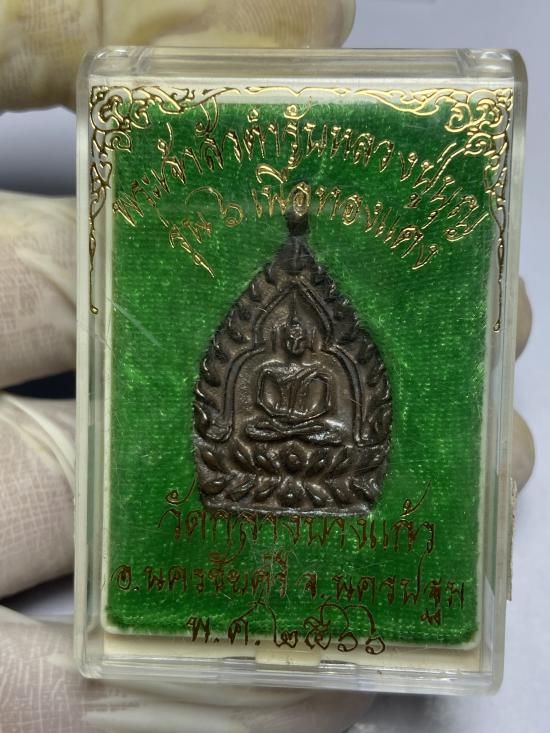 พระเจ้าสัวตำรับหลวงปู่บุญ
รุ่น ๖ เนื้อทองแดง
วัดกลางบางแก้ว
อ.นครชัยศรี จ.นครปฐม
พ.ศ.๒๕๖๖